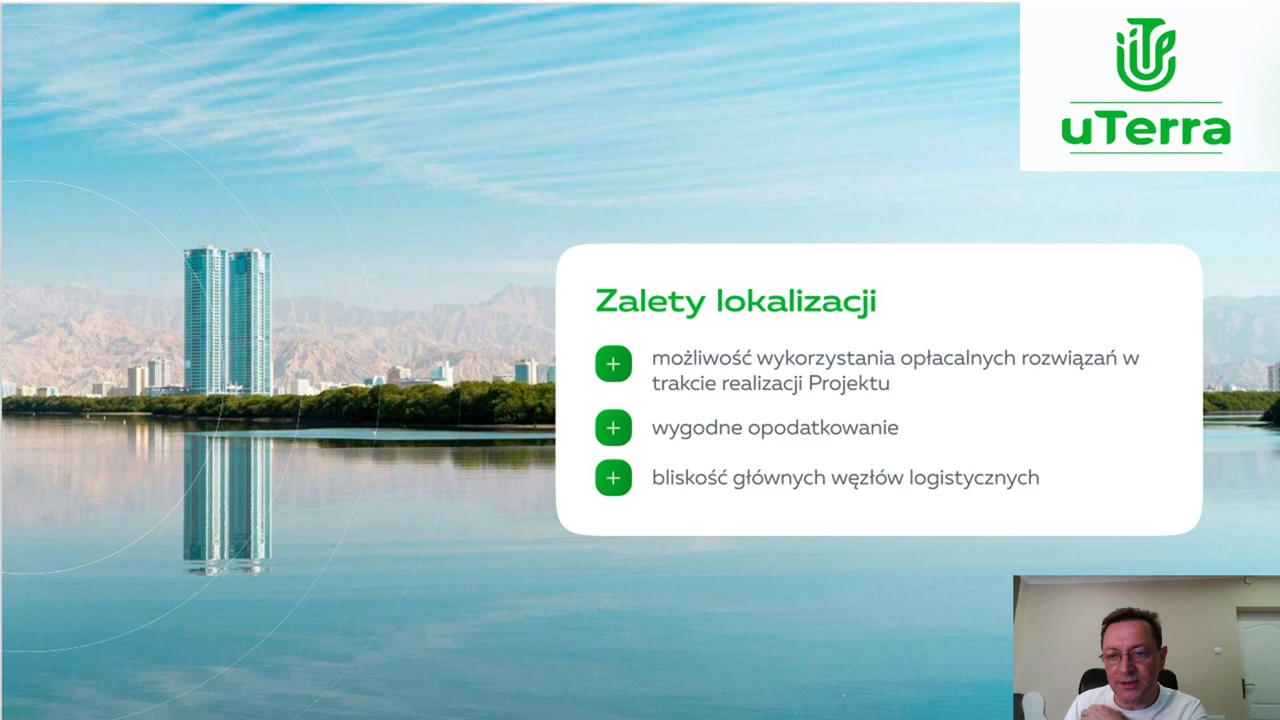 uTerra
Zalety lokalizacji
możliwość wykorzystania opłacalnych rozwiązań w
trakcie realizacji Projektu
wygodne opodatkowanie
bliskość głównych węzłów logistycznych